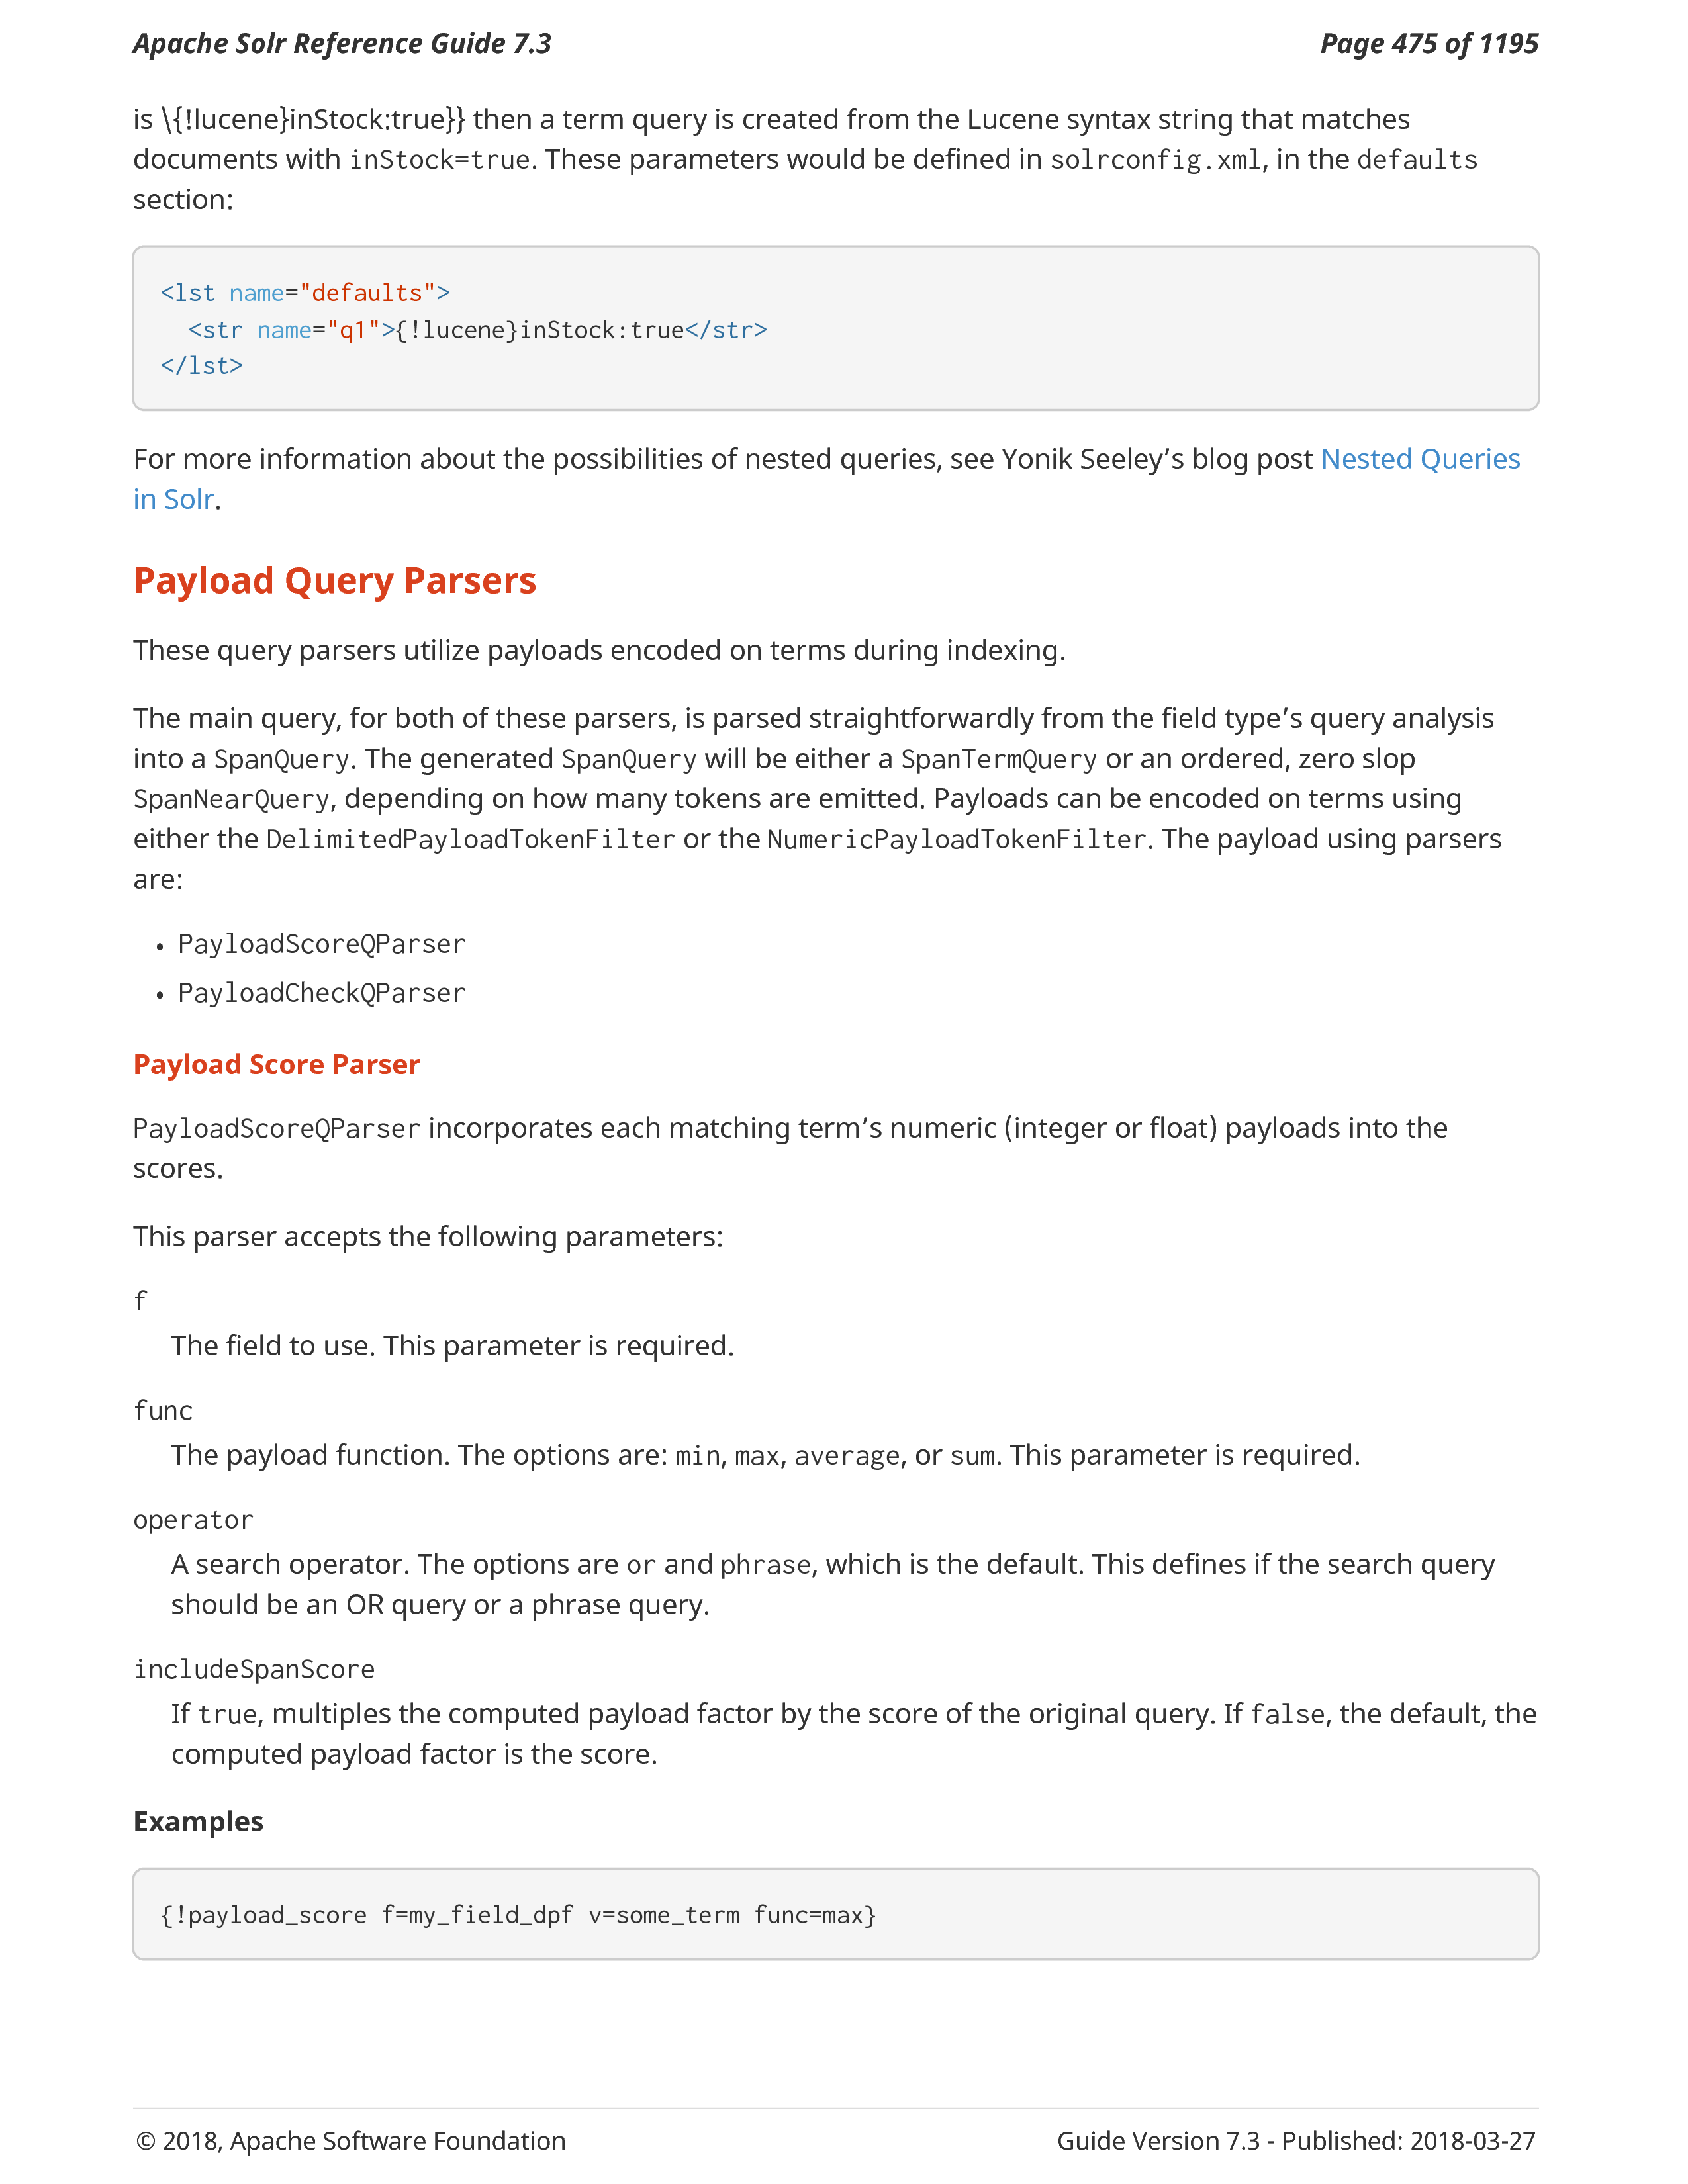 Apache Solr Reference Guide 7.3
Page 475 of 1195
is \{!lucene}inStock:true}} then a term query is created from the Lucene syntax string that matches
documents with inStock=true. These parameters would be defined in solrconfig.xml, in the defaults
section:
<lst name="defaults">
  <str name="q1">{!lucene}inStock:true</str>
</lst>
For more information about the possibilities of nested queries, see Yonik Seeley’s blog post Nested Queries
in Solr.
Payload Query Parsers
These query parsers utilize payloads encoded on terms during indexing.
The main query, for both of these parsers, is parsed straightforwardly from the field type’s query analysis
into a SpanQuery. The generated SpanQuery will be either a SpanTermQuery or an ordered, zero slop
SpanNearQuery, depending on how many tokens are emitted. Payloads can be encoded on terms using
either the DelimitedPayloadTokenFilter or the NumericPayloadTokenFilter. The payload using parsers
are:
• PayloadScoreQParser
• PayloadCheckQParser
Payload Score Parser
PayloadScoreQParser incorporates each matching term’s numeric (integer or float) payloads into the
scores.
This parser accepts the following parameters:
f
The field to use. This parameter is required.
func
The payload function. The options are: min, max, average, or sum. This parameter is required.
operator
A search operator. The options are or and phrase, which is the default. This defines if the search query
should be an OR query or a phrase query.
includeSpanScore
If true, multiples the computed payload factor by the score of the original query. If false, the default, the
computed payload factor is the score.
Examples
{!payload_score f=my_field_dpf v=some_term func=max}
© 2018, Apache Software Foundation
Guide Version 7.3 - Published: 2018-03-27